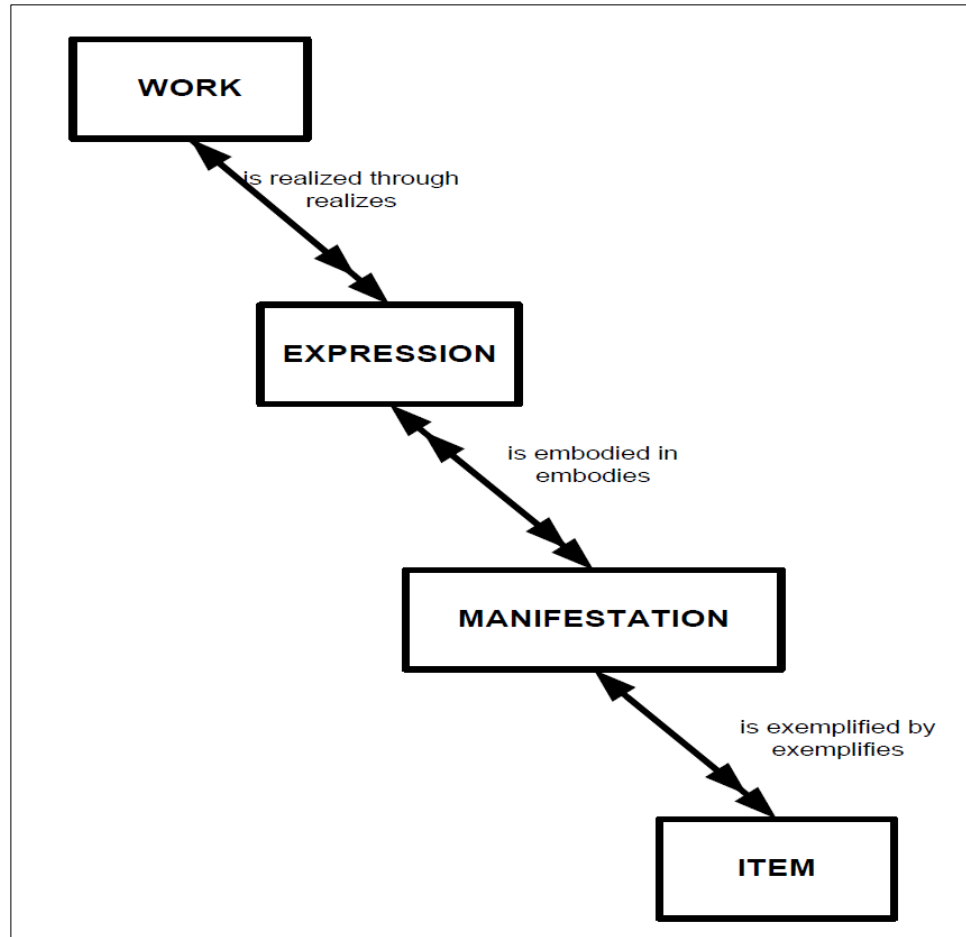 WORK
is realized through
realizes
EXPRESSION
is embodied in
embodies
MANIFESTATION
is exemplified by
exemplifies
ITEM